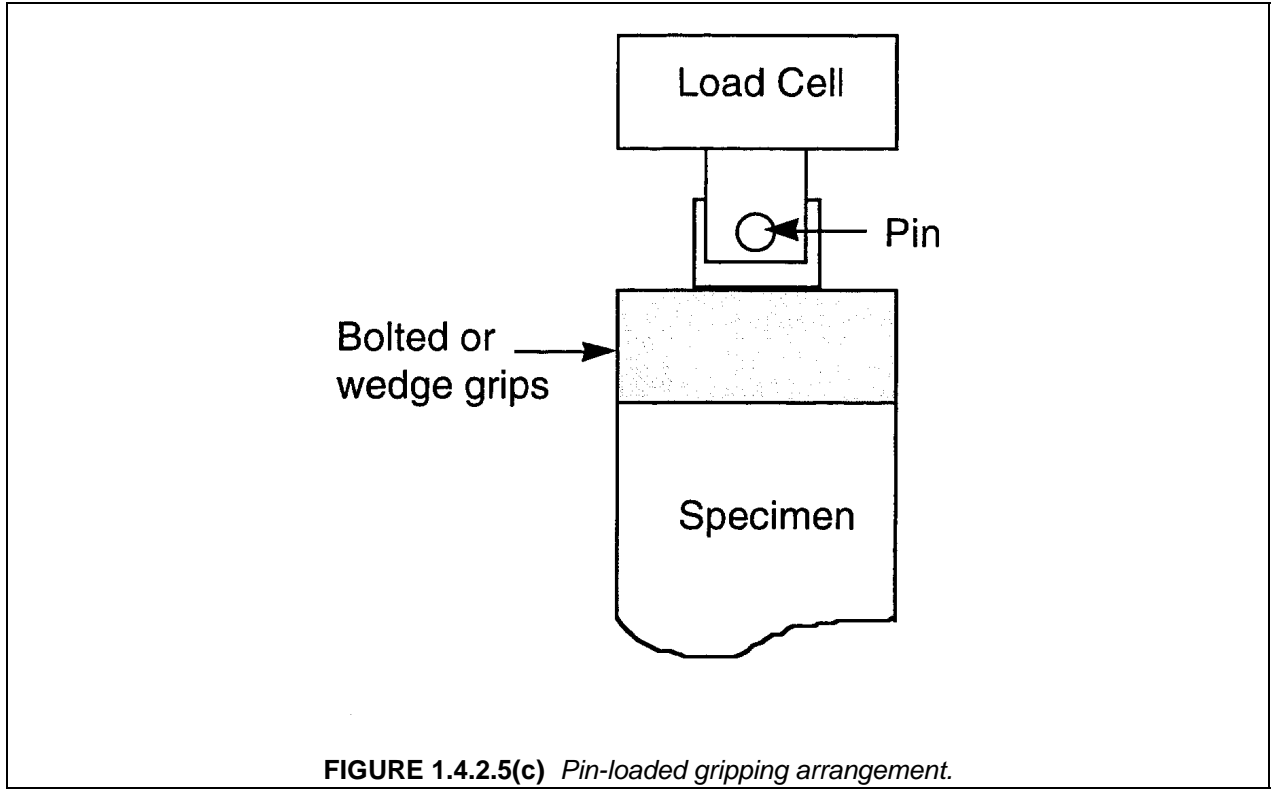 Load Cell
Pin
Bolted or
wedge grips
Specimen
FIGURE 1.4.2.5(c) Pin-loaded gripping arrangement.